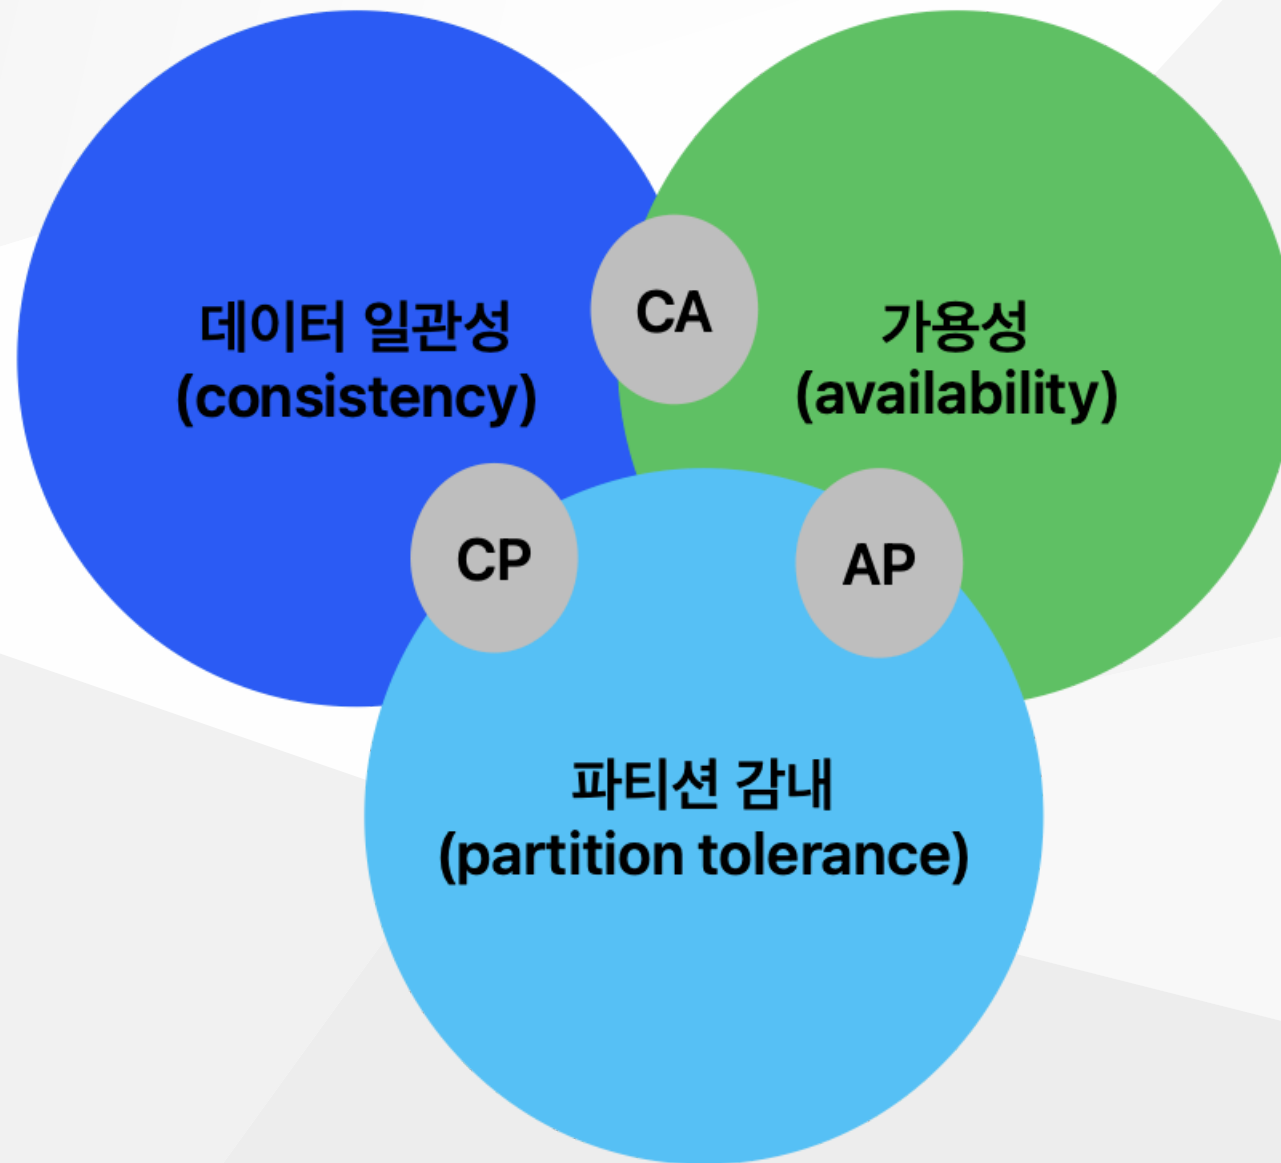 데이터 일관성
(consistency)
CA
가용성
(availability)
CP
AP
파티션 감내
(partition tolerance)